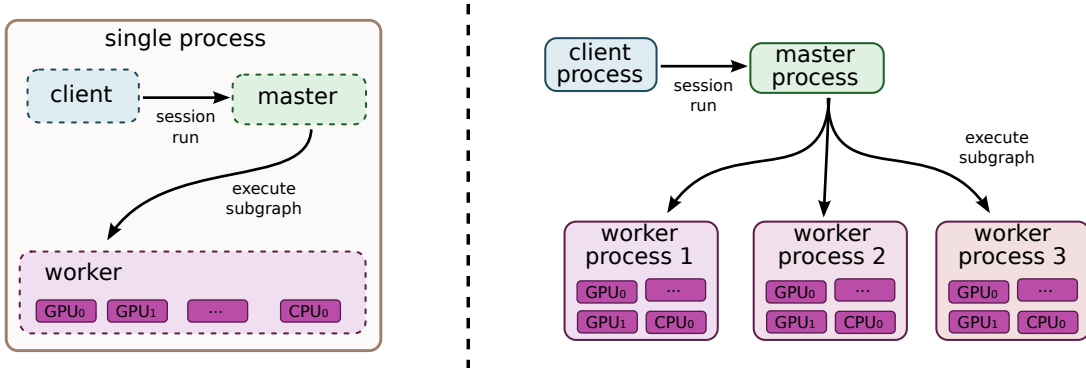 single process
client
master
session
run
execute
subgraph
worker
GPU₀
GPU₁
...
CPU₀
client
process
session
run
master
process
execute
subgraph
worker
process 1
GPU₀
...
GPU₁
CPU₀
worker
process 2
GPU₀
...
GPU₁
CPU₀
worker
process 3
GPU₀
...
GPU₁
CPU₀